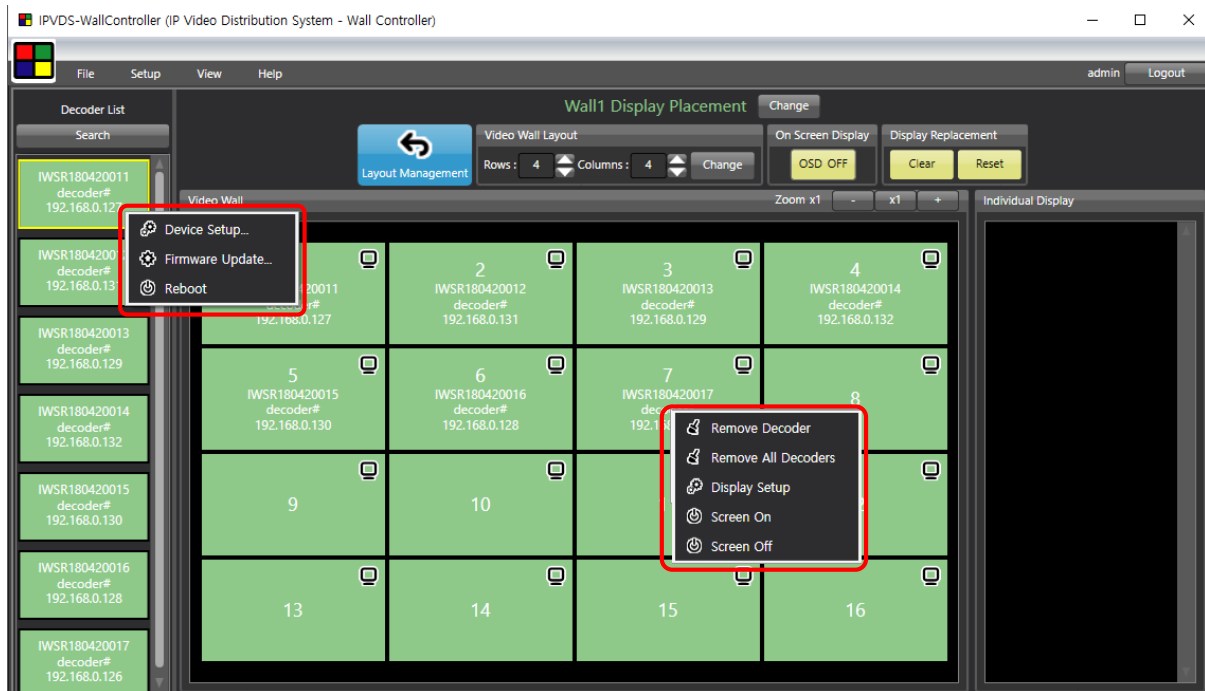 IPVDS-WallController (IP Video Distribution System - Wall Controller)
File Setup View Help
admin Logout
Decoder List
Search
Wall1 Display Placement Change
Layout Management
Video Wall Layout
Rows : 4 Columns : 4 Change
On Screen Display
OSD OFF
Display Replacement
Clear Reset
IWSR180420011
decoder#
192.168.0.127
decoder#
IWSR180420013
decoder#
192.168.0.129
IWSR180420014
decoder#
192.168.0.132
IWSR180420015
decoder#
192.168.0.130
IWSR180420016
decoder#
192.168.0.128
IWSR180420017
decoder#
192.168.0.126
Device Setup...
Firmware Update...
Reboot
Video Wall
Zoom x1 - x1 +
192.168.0.127
2
IWSR180420012
decoder#
192.168.0.131
3
IWSR180420013
decoder#
192.168.0.129
4
IWSR180420014
decoder#
192.168.0.132
5
IWSR180420015
decoder#
192.168.0.130
6
IWSR180420016
decoder#
192.168.0.128
7
IWSR180420017
8
Remove Decoder
Remove All Decoders
Display Setup
Screen On
Screen Off
9
10
13
14
15
16
Individual Display